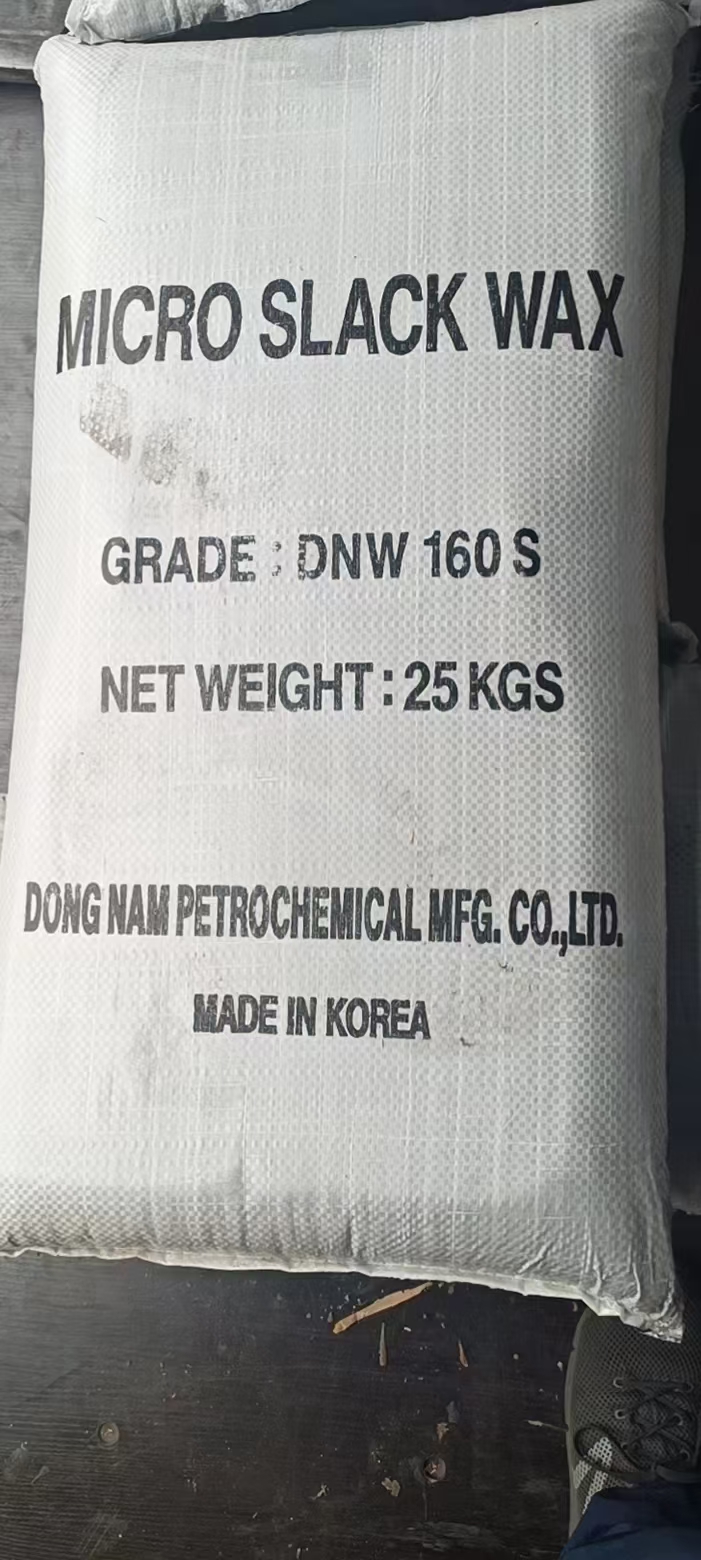 MICRO SLACK WAX
GRADE : DNW 160 S
NET WEIGHT : 25 KGS
DONG NAM PETROCHEMICAL MFG. CO.,LTD.
MADE IN KOREA